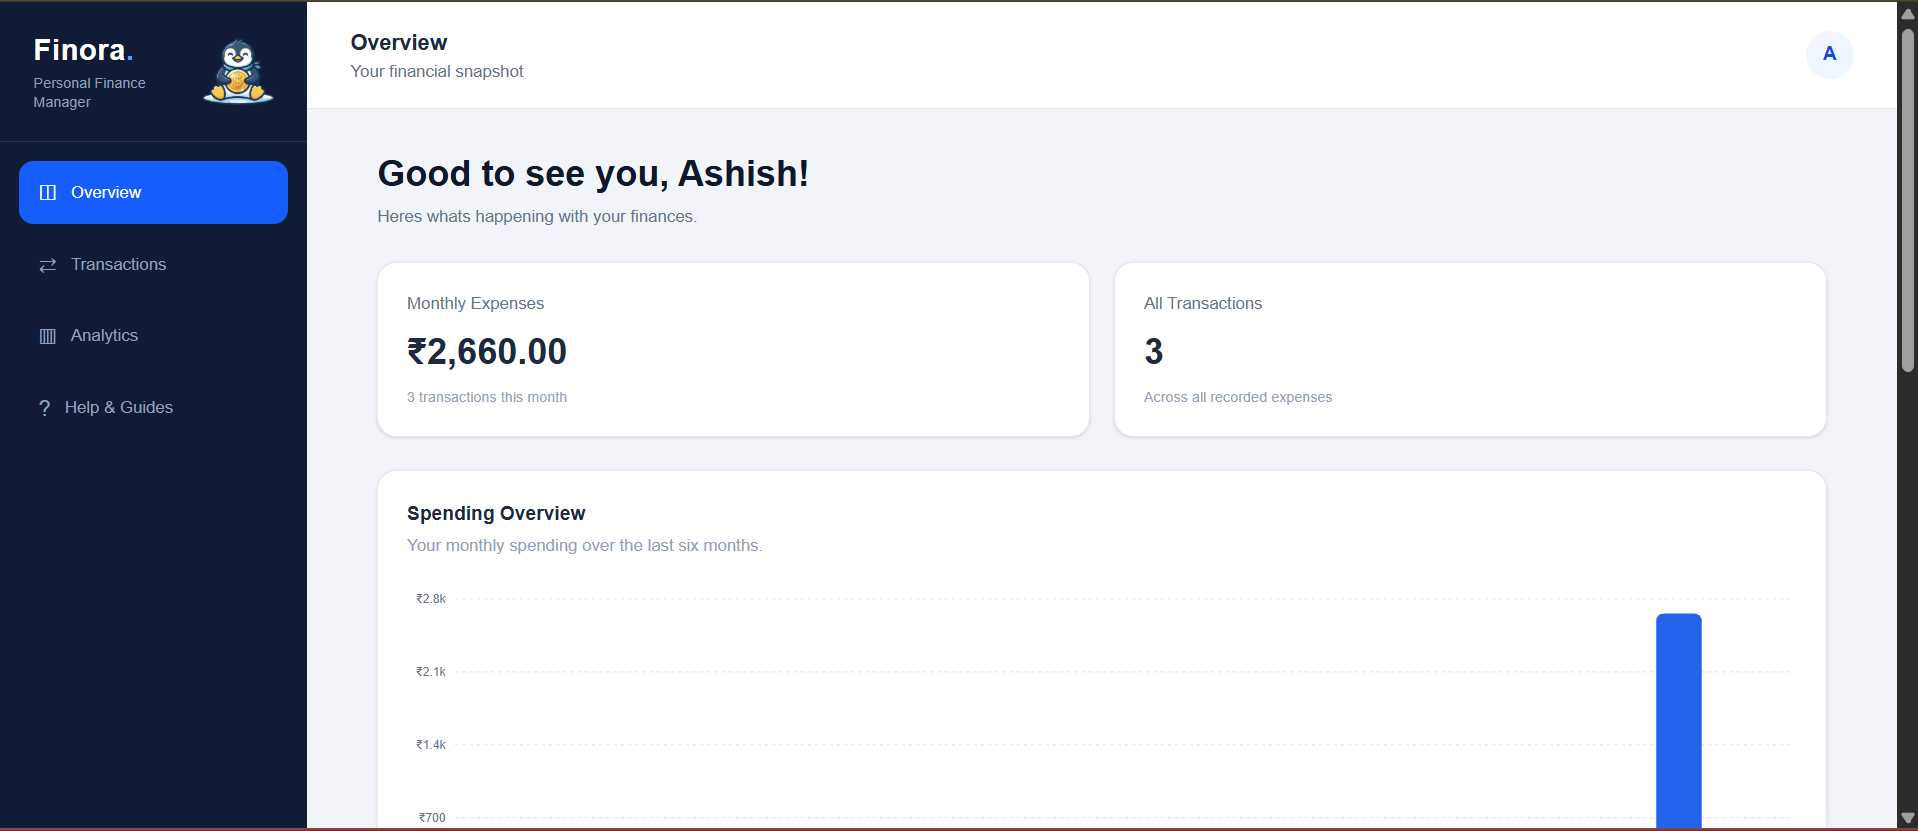 Finora.
Personal Finance
Manager
Overview
Transactions
Analytics
? Help & Guides
Overview
Your financial snapshot
A
Good to see you, Ashish!
Heres whats happening with your finances.
Monthly Expenses
₹2,660.00
3 transactions this month
All Transactions
3
Across all recorded expenses
Spending Overview
Your monthly spending over the last six months.
₹2.8k
₹2.1k
₹1.4k
₹700